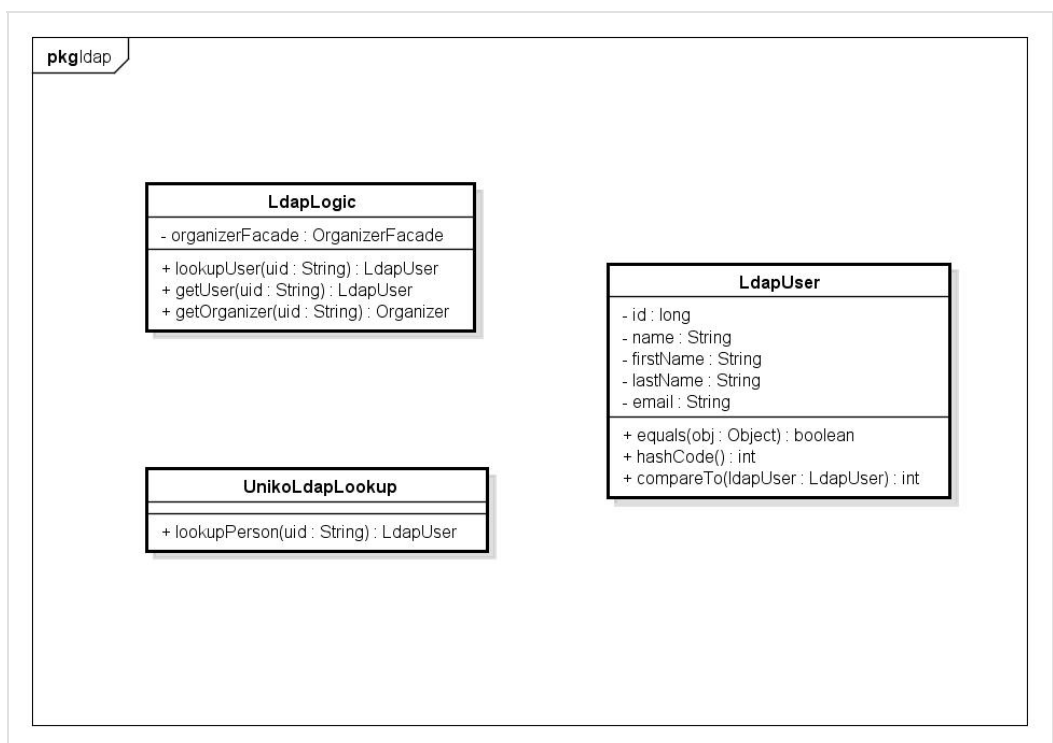 pkg ldap
LdapLogic
- organizerFacade : OrganizerFacade
+ lookupUser(uid : String) : LdapUser
+ getUser(uid : String) : LdapUser
+ getOrganizer(uid : String) : Organizer
LdapUser
- id : long
- name : String
- firstName : String
- lastName : String
- email : String
+ equals(obj : Object) : boolean
+ hashCode() : int
+ compareTo(ldapUser : LdapUser) : int
UnikoLdapLookup
+ lookupPerson(uid : String) : LdapUser